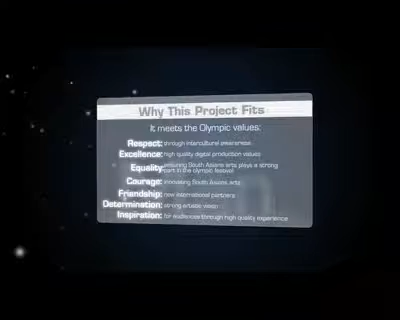 Why This Project Fits
It meets the Olympic values:
Respect: through intercultural awareness
Excellence: high quality digital production values
Equality: ensuring South Asians arts plays a strong
part in the olympic festival
Courage: innovating South Asians arts
Friendship: new international partners
Determination: strong artistic vision
Inspiration: for audiences through high quality experience